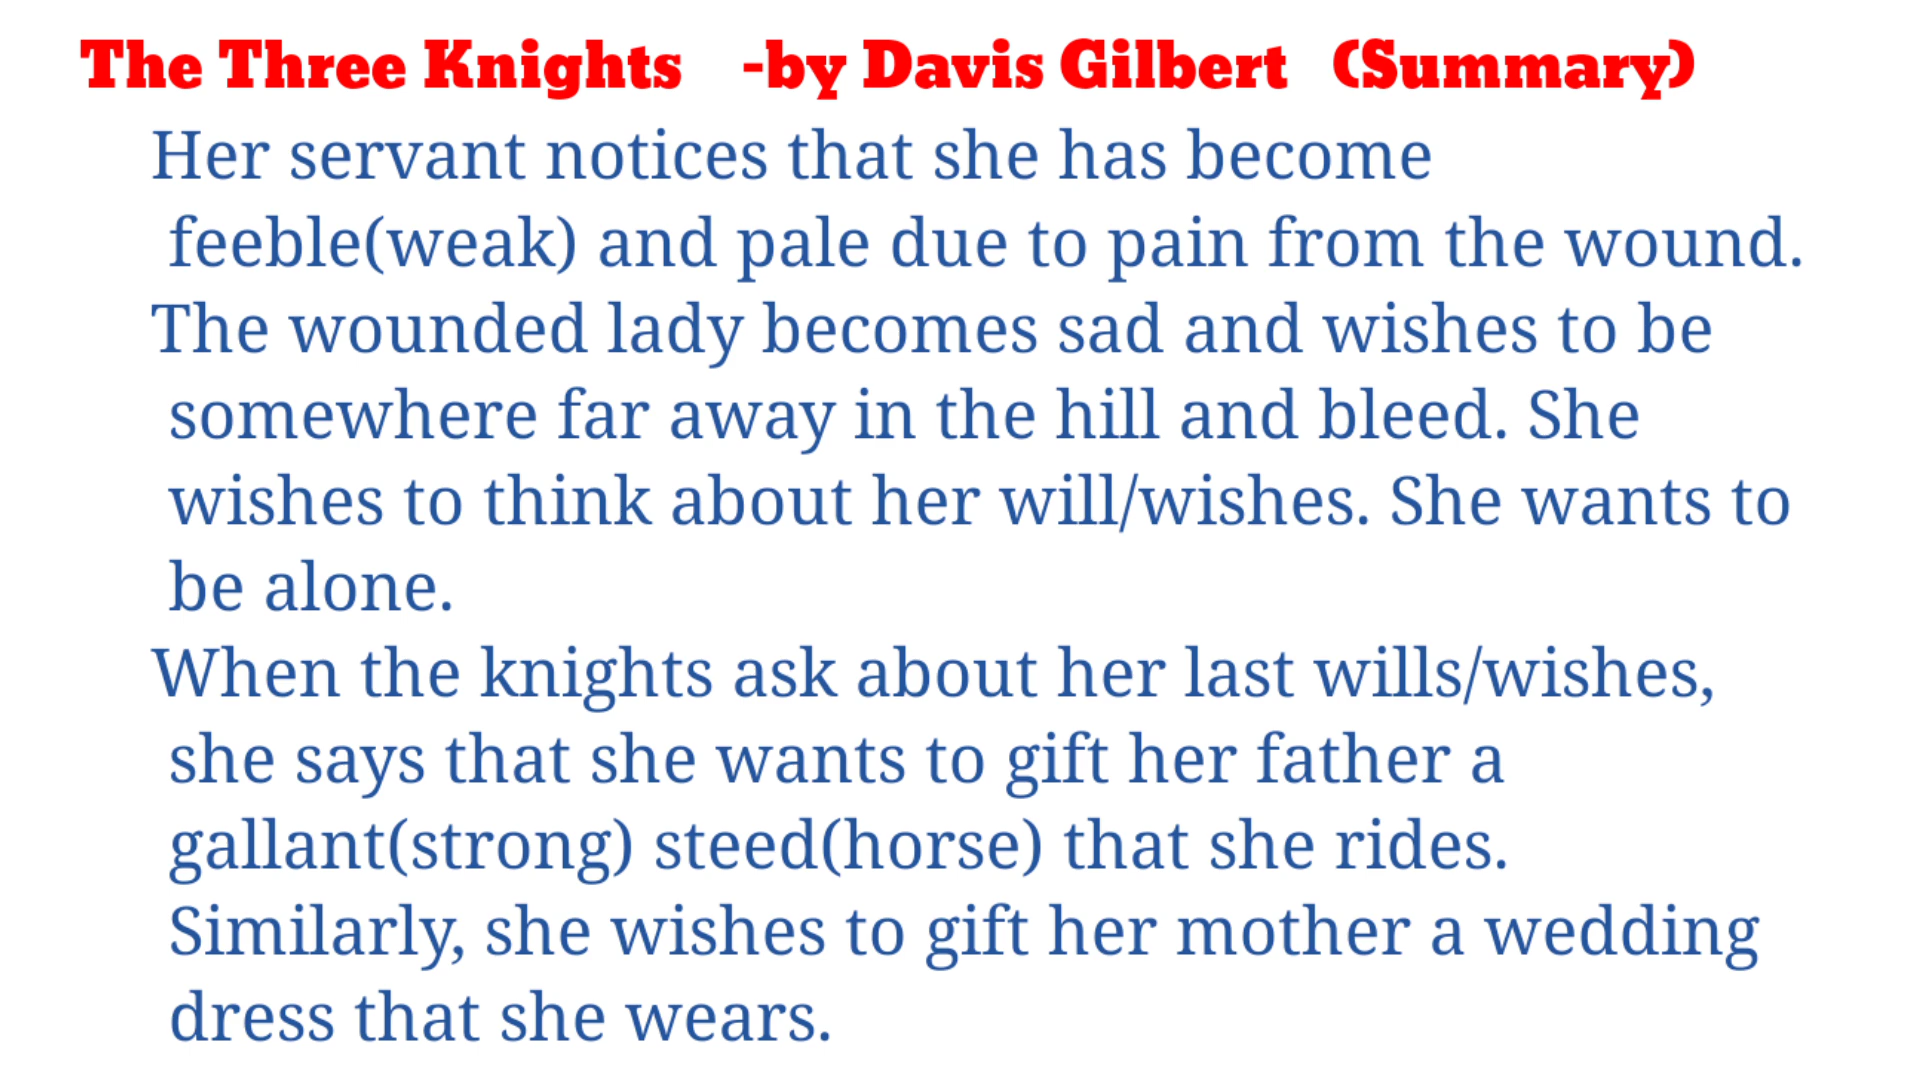 The Three Knights -by Davis Gilbert (Summary)
Her servant notices that she has become
feeble(weak) and pale due to pain from the wound.
The wounded lady becomes sad and wishes to be
somewhere far away in the hill and bleed. She
wishes to think about her will/wishes. She wants to
be alone.
When the knights ask about her last wills/wishes,
she says that she wants to gift her father a
gallant(strong) steed(horse) that she rides.
Similarly, she wishes to gift her mother a wedding
dress that she wears.